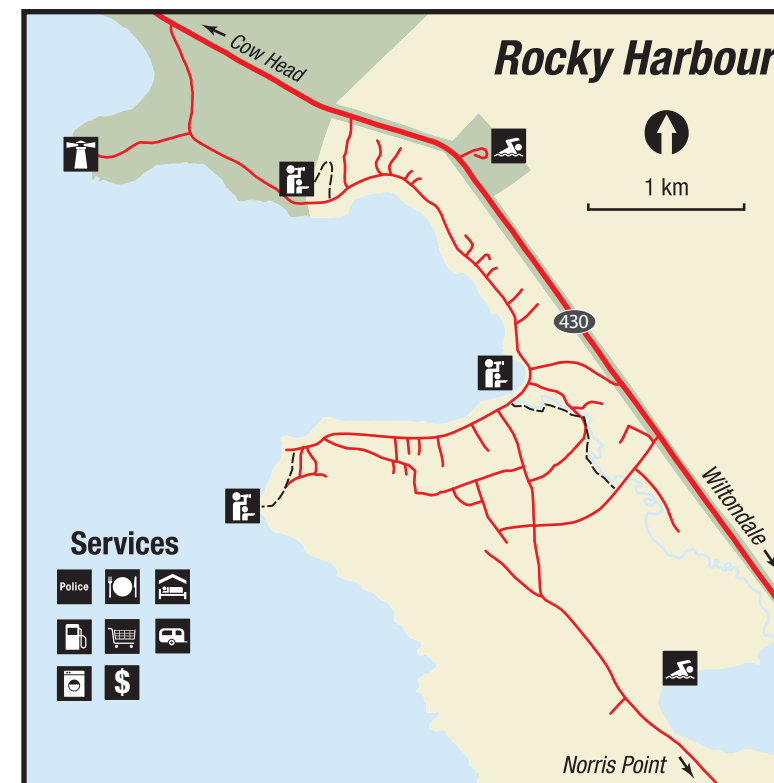 Rocky Harbour
Cow Head
1 km
430
Wiltondale
Services
Police
$
Norris Point